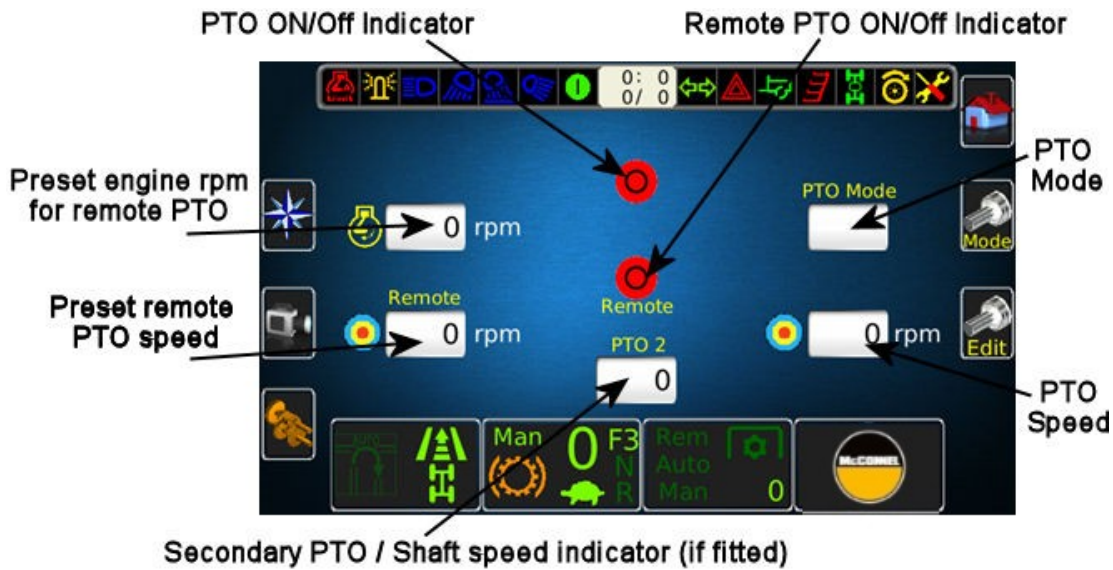 PTO ON/Off Indicator
Remote PTO ON/Off Indicator
0: 0
0/ 0
Preset engine rpm
for remote PTO
0 rpm
PTO Mode
PTO
Mode
Mode
Preset remote
PTO speed
Remote
0 rpm
Remote
PTO 2
0
0 rpm
Edit
PTO
Speed
AUTO
Man
0
F3
N
R
Rem
Auto
Man
0
McCONNEL
Secondary PTO / Shaft speed indicator (if fitted)